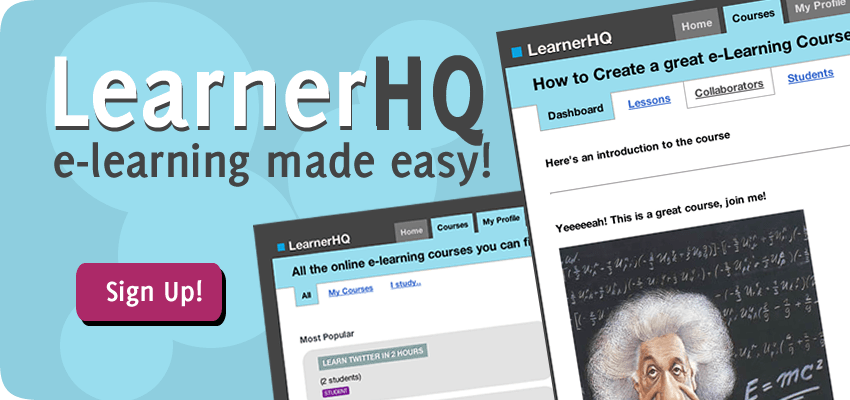 LearnerHQ
e-learning made easy!
Sign Up!
LearnerHQ
Home
Courses
My Profile
All the online e-learning courses you can fi
All
My Courses
I study..
Most Popular
LEARN TWITTER IN 2 HOURS
(2 students)
STUDENT
LearnerHQ
Home
Courses
My Profile
How to Create a great e-Learning Course
Dashboard
Lessons
Collaborators
Students
Here's an introduction to the course
Yeeeeeah! This is a great course, join me!
E=mc²